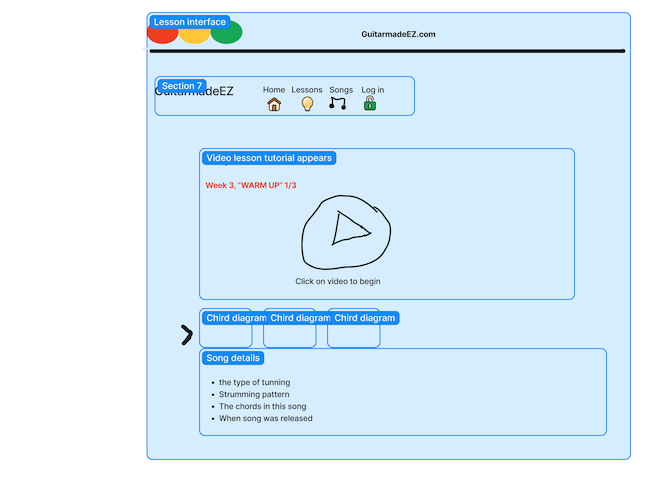 Lesson interface
GuitarmadeEZ.com
Section 7
GuitarmadeEZ
Home Lessons Songs Log in
Video lesson tutorial appears
Week 3, "WARM UP" 1/3
Click on video to begin
Chird diagram Chird diagram Chird diagram
Song details
• the type of tunning
• Strumming pattern
• The chords in this song
• When song was released